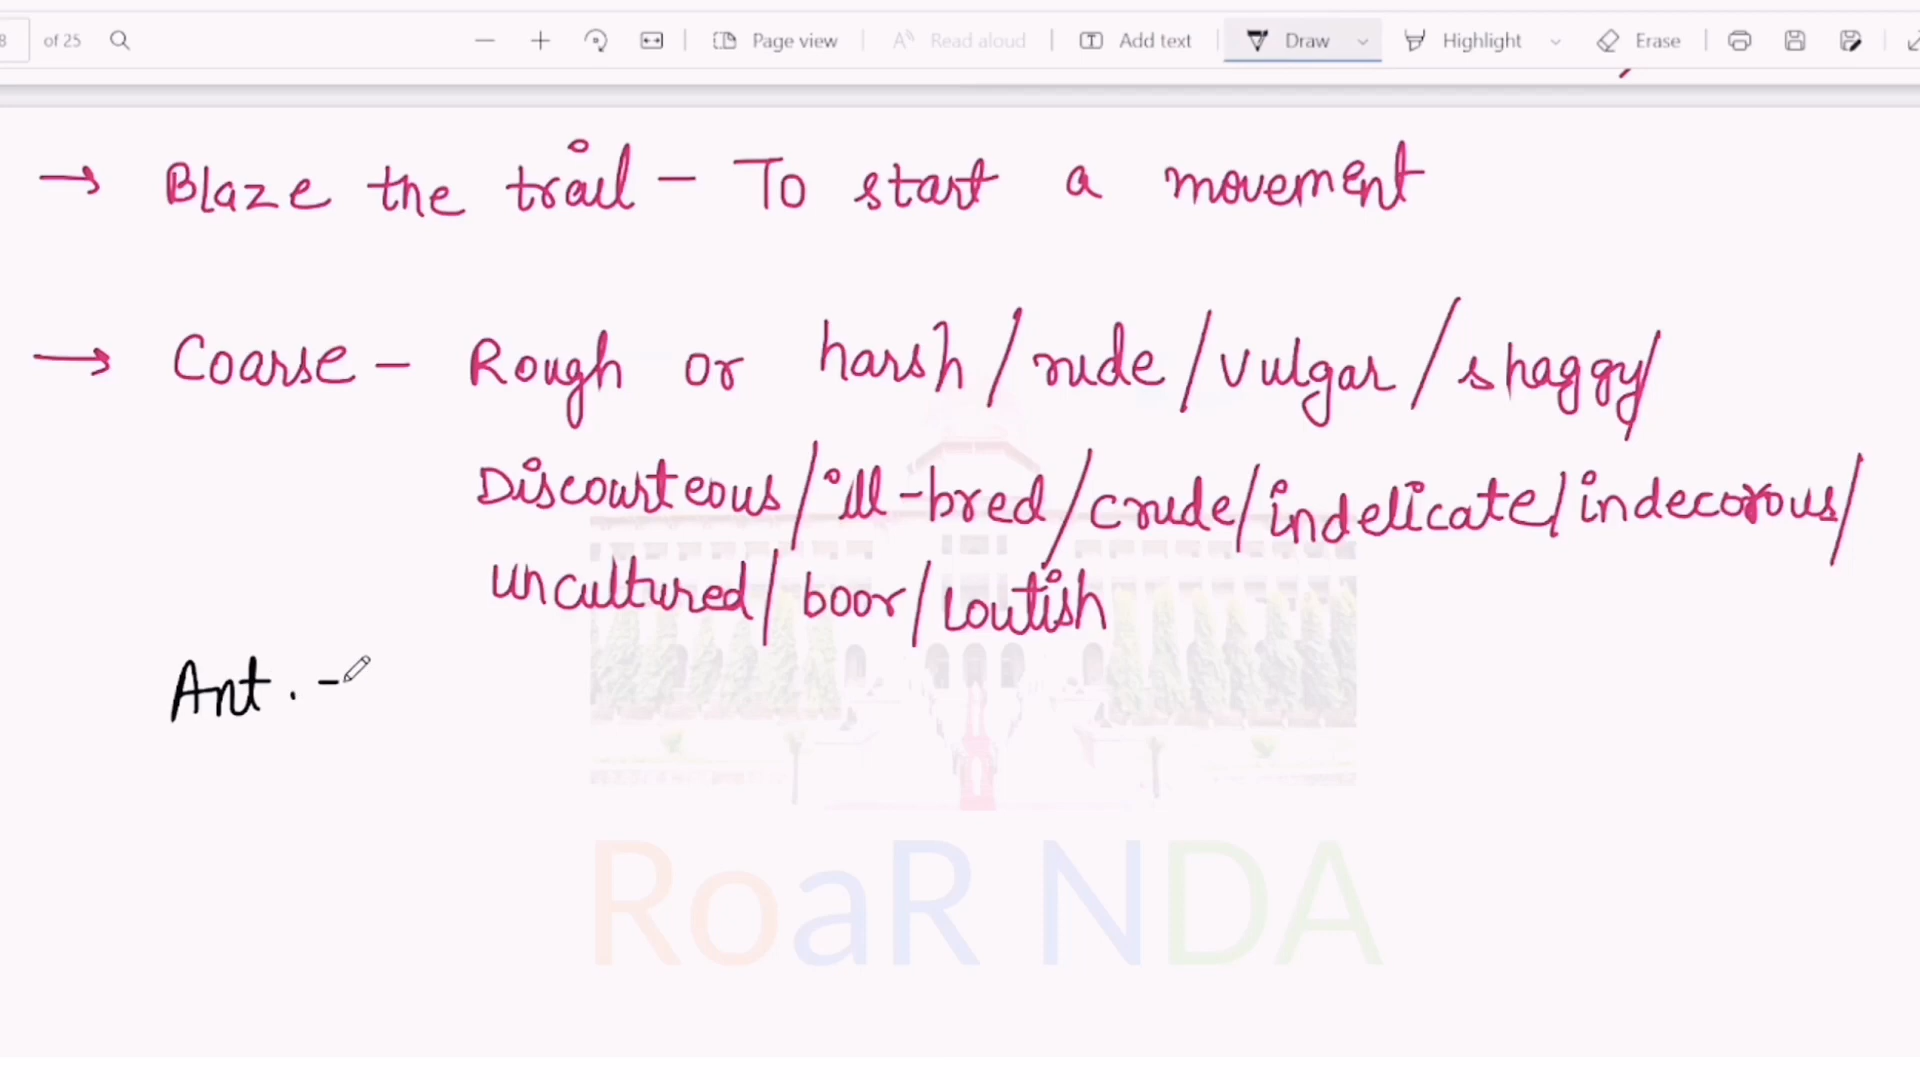 8 of 25 Page view Read aloud Add text Draw Highlight Erase
→ Blaze the trail - To start a movement
→ Coarse - Rough or harsh/rude/vulgar/shaggy/
Discourteous/ill-bred/crude/indelicate/indecorous/
uncultured/boor/Loutish
Ant. -
RoaR NDA